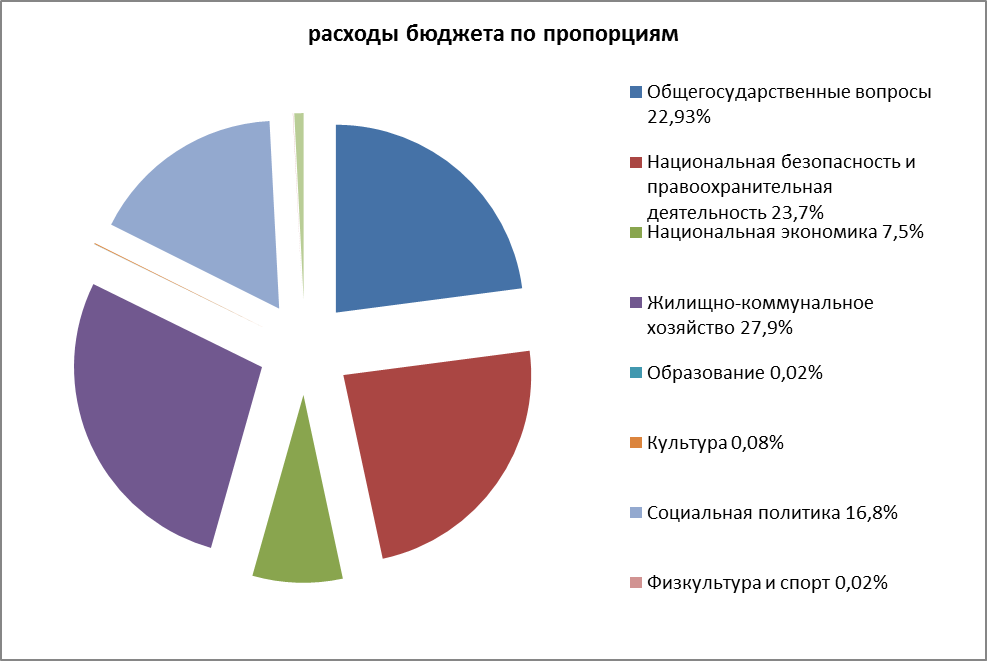 расходы бюджета по пропорциям
Общегосударственные вопросы
22,93%
Национальная безопасность и
правоохранительная
деятельность 23,7%
Национальная экономика 7,5%
Жилищно-коммунальное
хозяйство 27,9%
Образование 0,02%
Культура 0,08%
Социальная политика 16,8%
Физкультура и спорт 0,02%